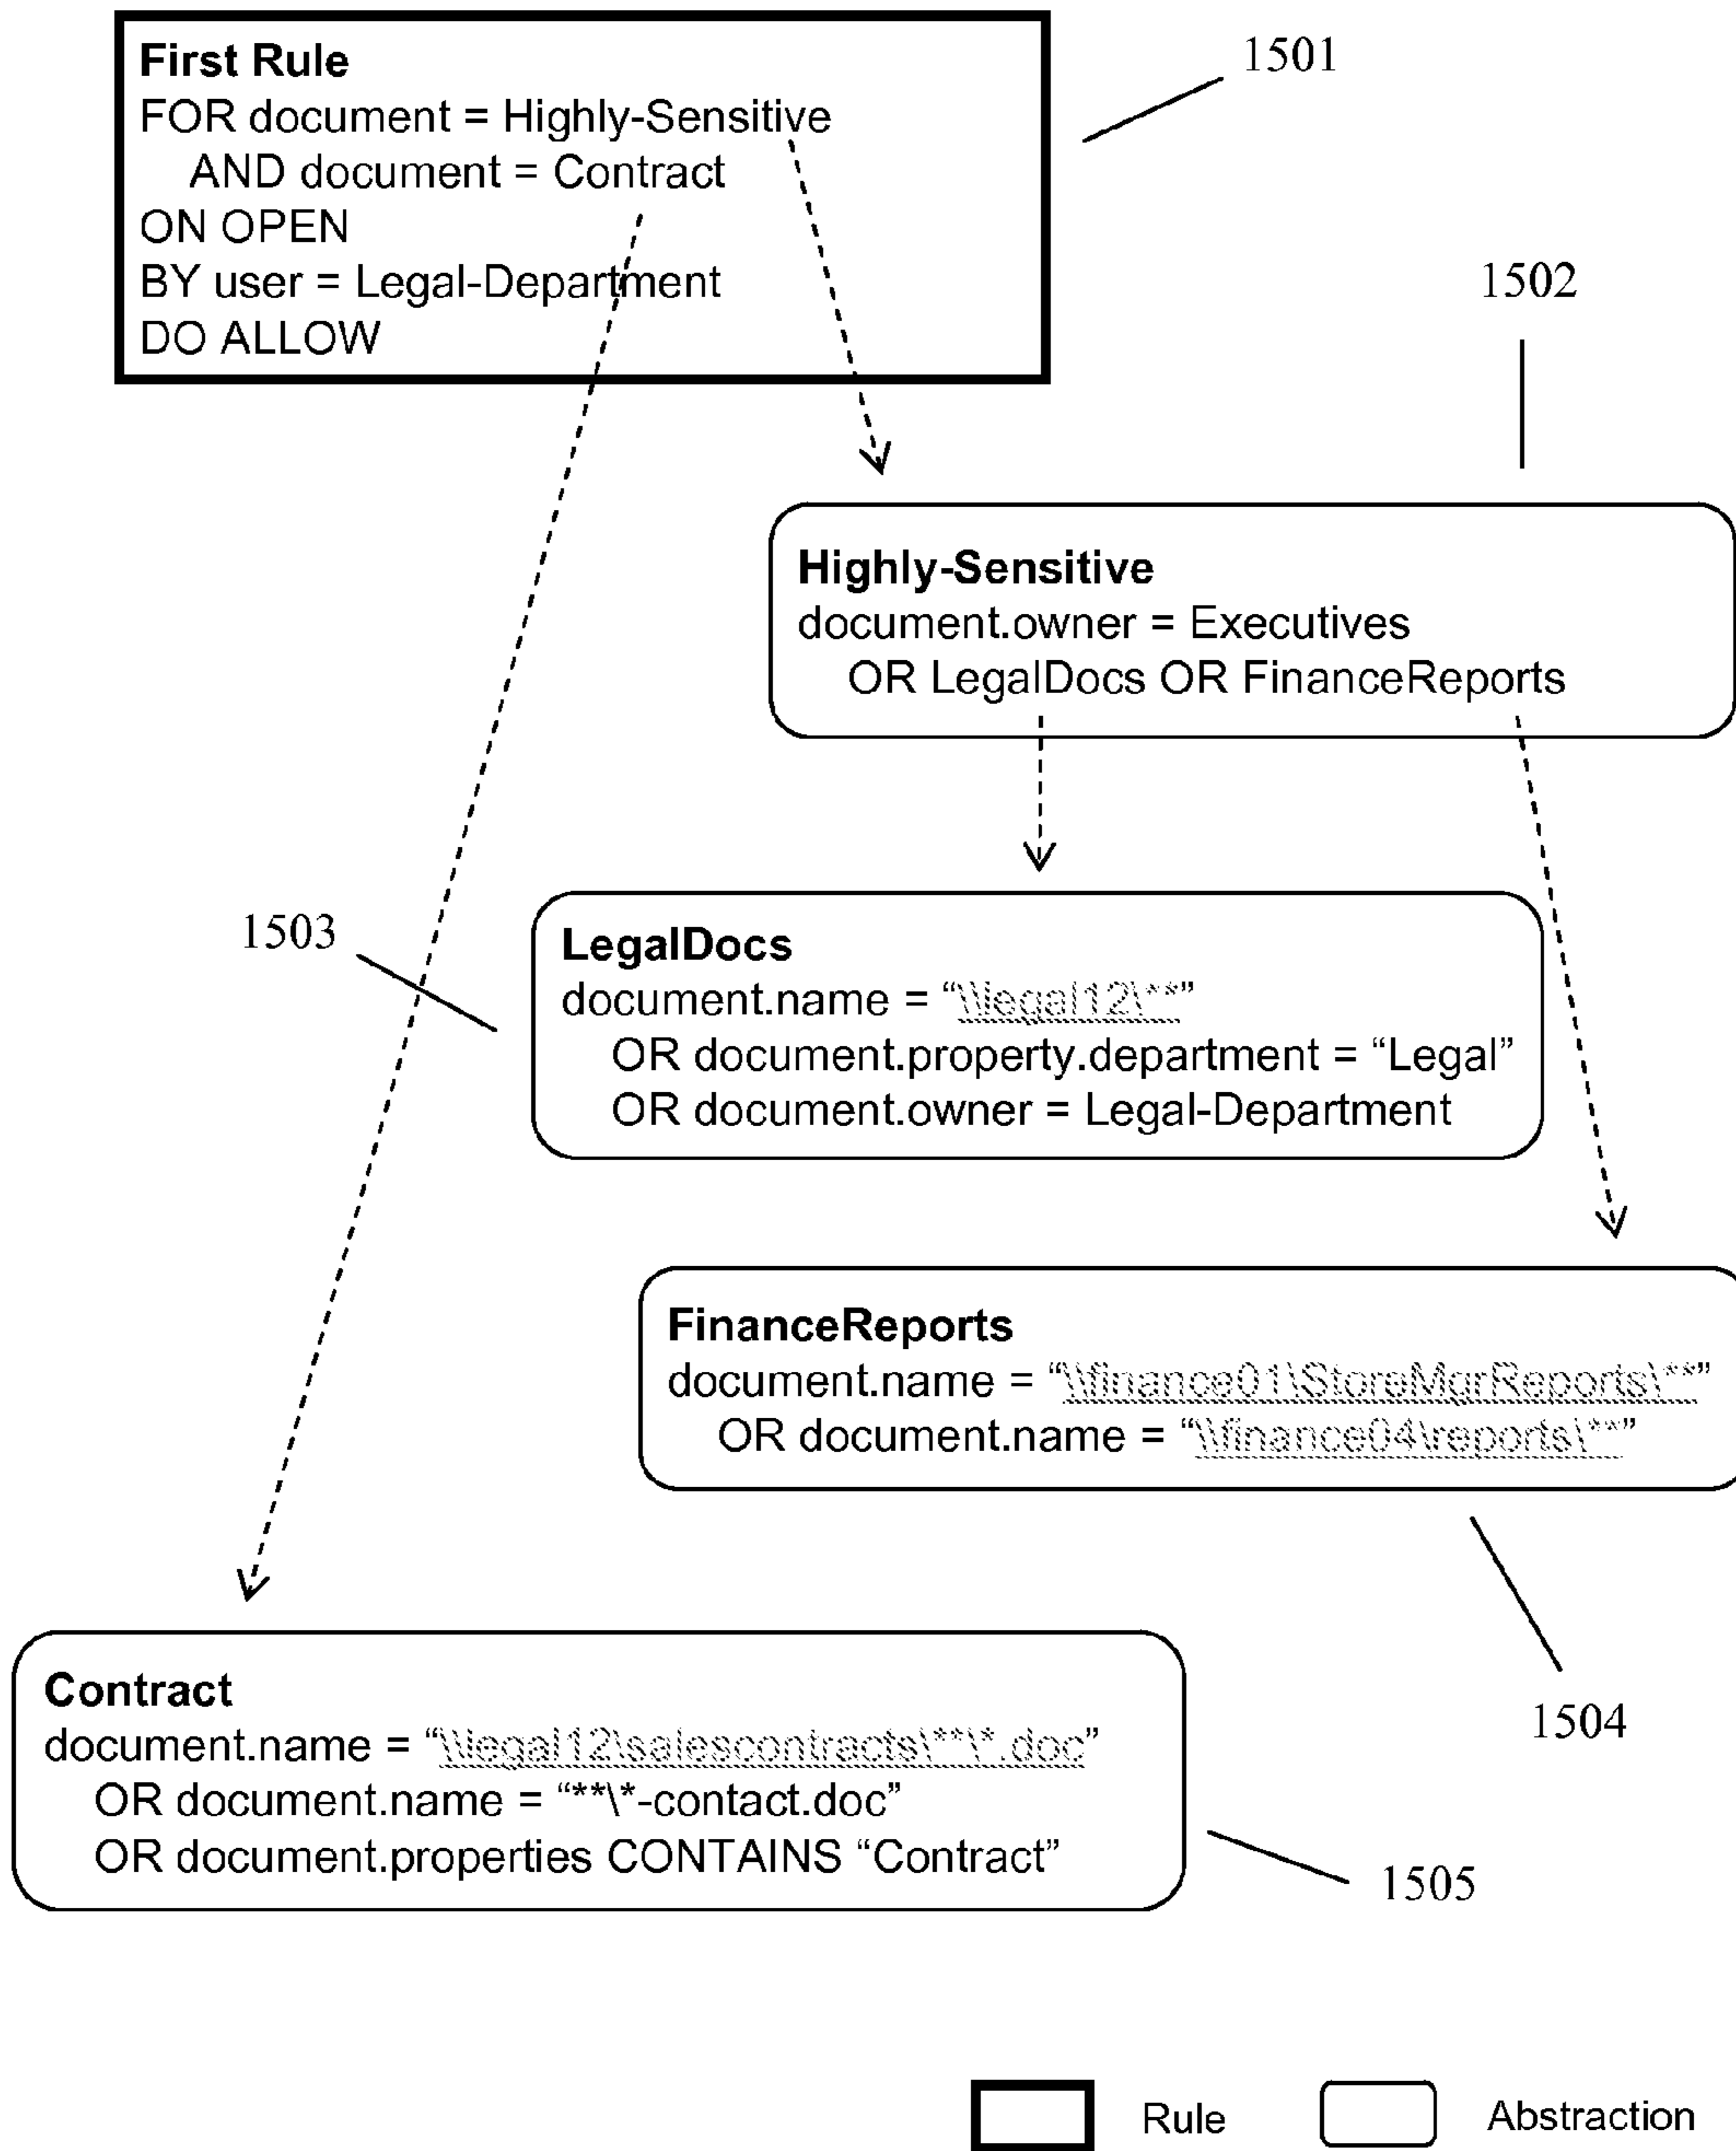 First Rule
FOR document = Highly-Sensitive
AND document = Contract
ON OPEN
BY user = Legal-Department
DO ALLOW
1501
1502
Highly-Sensitive
document.owner = Executives
OR LegalDocs OR FinanceReports
1503
LegalDocs
document.name = “\\legal12\**”
OR document.property.department = “Legal”
OR document.owner = Legal-Department
FinanceReports
document.name = “\\finance01\StoreMgrReports\**”
OR document.name = “\\finance04\reports\**”
1504
Contract
document.name = “\\legal12\salescontracts\**\*.doc”
OR document.name = “**\*-contact.doc”
OR document.properties CONTAINS “Contract”
1505
Rule
Abstraction